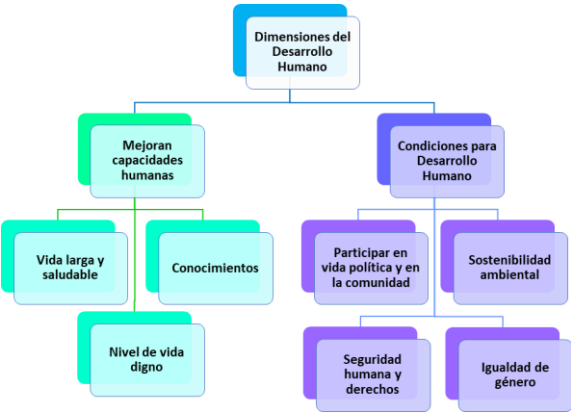 Dimensiones del
Desarrollo
Humano
Mejoran
capacidades
humanas
Condiciones para
Desarrollo
Humano
Vida larga y
saludable
Conocimientos
Participar en
vida política y en
la comunidad
Sostenibilidad
ambiental
Nivel de vida
digno
Seguridad
humana y
derechos
Igualdad de
género